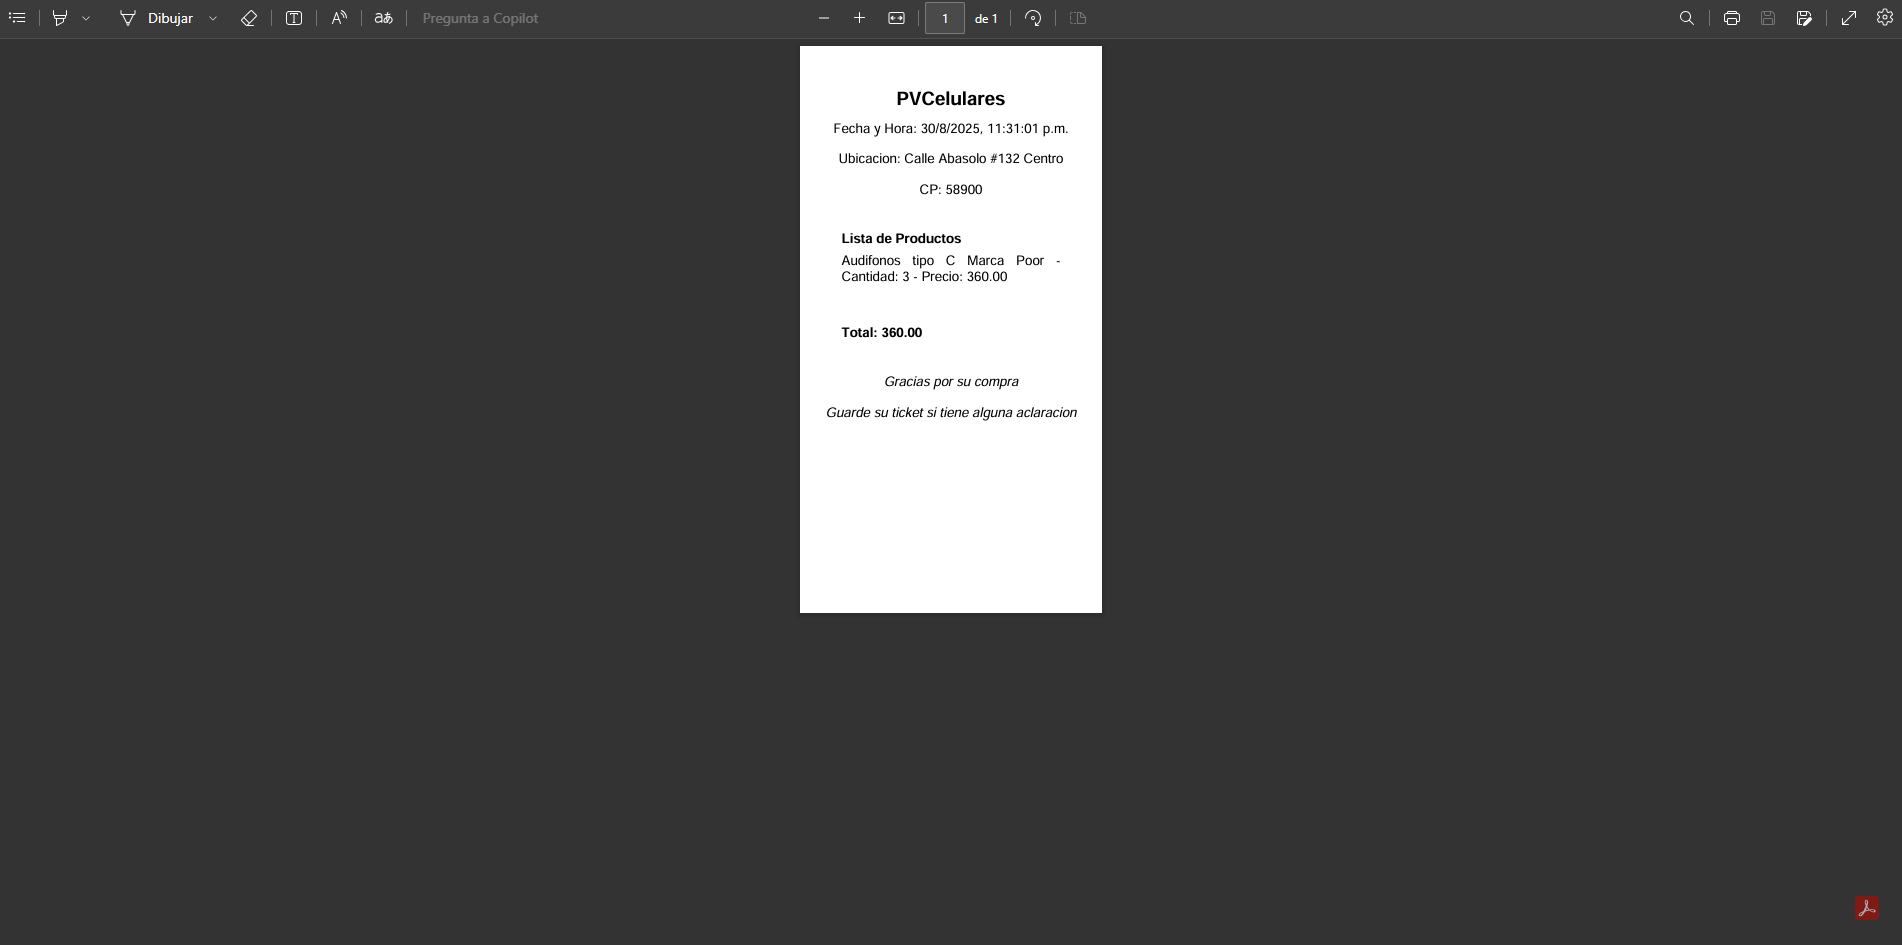 Dibujar
aあ
Pregunta a Copilot
1 de 1
PVCelulares
Fecha y Hora: 30/8/2025, 11:31:01 p.m.
Ubicacion: Calle Abasolo #132 Centro
CP: 58900
Lista de Productos
Audifonos tipo C Marca Poor -
Cantidad: 3 - Precio: 360.00
Total: 360.00
Gracias por su compra
Guarde su ticket si tiene alguna aclaracion